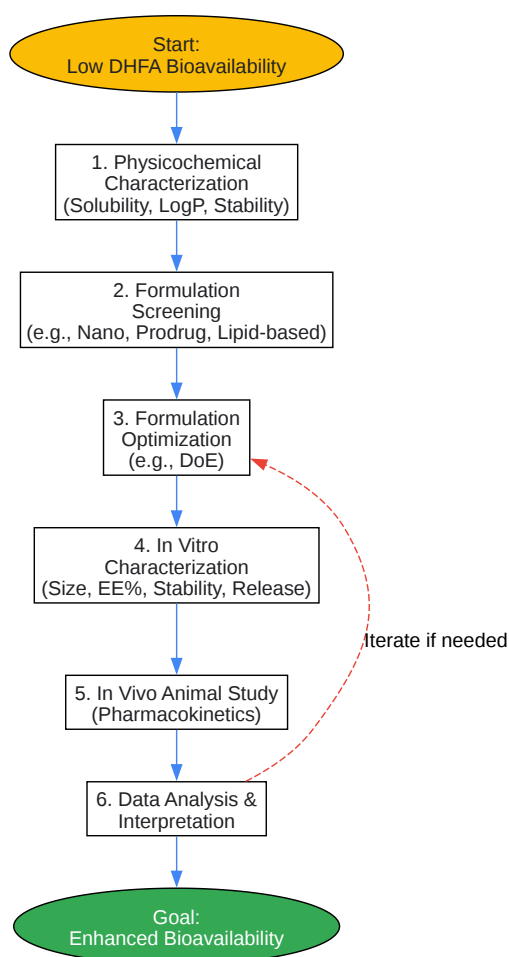 Start:
Low DHFA Bioavailability
1. Physicochemical
Characterization
(Solubility, LogP, Stability)
2. Formulation
Screening
(e.g., Nano, Prodrug, Lipid-based)
3. Formulation
Optimization
(e.g., DoE)
4. In Vitro
Characterization
(Size, EE%, Stability, Release)
Iterate if needed
5. In Vivo Animal Study
(Pharmacokinetics)
6. Data Analysis &
Interpretation
Goal:
Enhanced Bioavailability